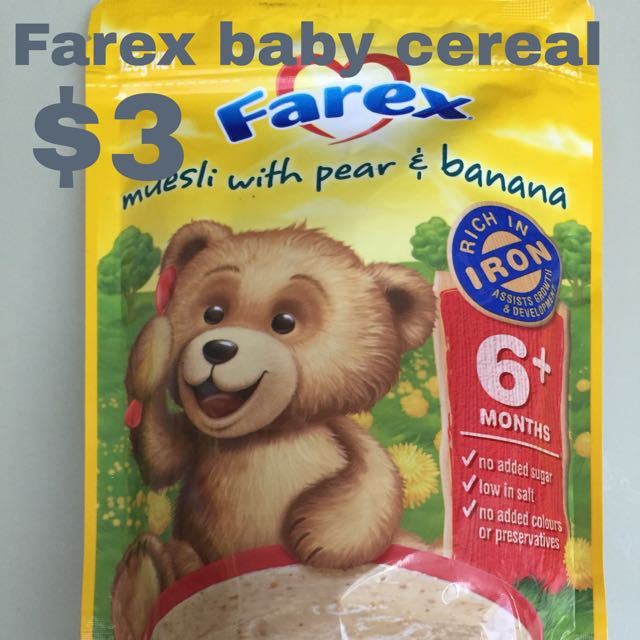 Farex baby cereal
$3
Farex
muesli with pear & banana
RICH IN
IRON
ASSISTS GROWTH
& DEVELOPMENT
6+
MONTHS
✓ no added sugar
✓ low in salt
✓ no added colours
or preservatives